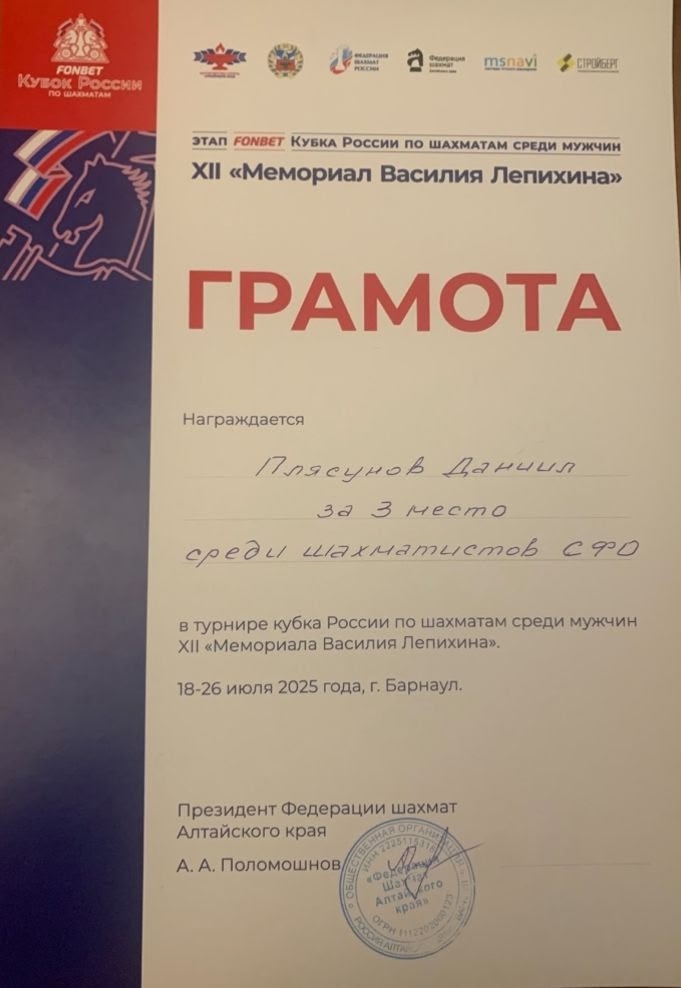 FONBET
КУБОК РОССИИ
ПО ШАХМАТАМ
ФЕДЕРАЦИЯ
ШАХМАТ
РОССИИ
Федерация
шахмат
msnavi
СТРОЙБЕРГ
ЭТАП FONBET КУБКА РОССИИ ПО ШАХМАТАМ СРЕДИ МУЖЧИН
XII «Мемориал Василия Лепихина»
ГРАМОТА
Награждается
Плясунов Даниил
за 3 место
среди шахматистов СФО
в турнире кубка России по шахматам среди мужчин
XII «Мемориала Василия Лепихина».
18-26 июля 2025 года, г. Барнаул.
Президент Федерации шахмат
Алтайского края
А. А. Поломошнов
ОБЩЕСТВЕННАЯ ОРГАНИЗАЦИЯ
«Федерация
Шахмат
Алтайского
края»